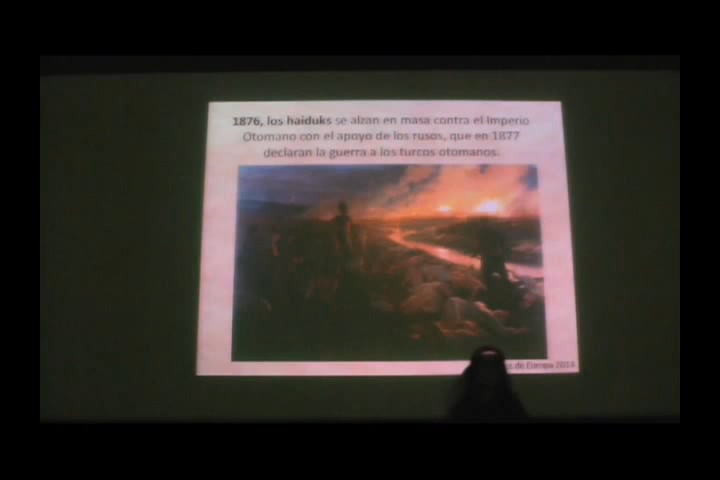 1876, los haiduks se alzan en masa contra el Imperio
Otomano con el apoyo de los rusos, que en 1877
declaran la guerra a los turcos otomanos.
de Europa 2014